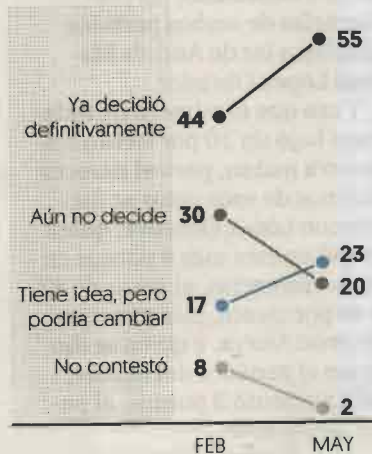 55
Ya decidió
definitivamente 44
Aún no decide 30
23
20
Tiene idea, pero
podría cambiar 17
No contestó 8
2
FEB MAY